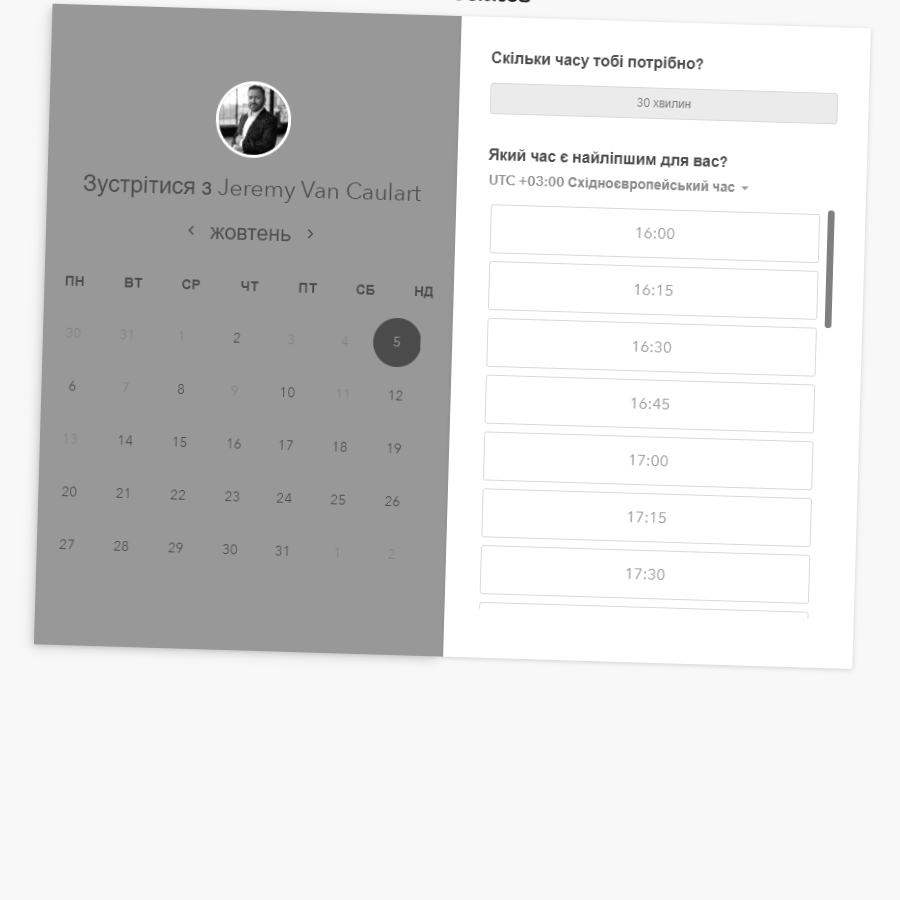 Зустрітися з Jeremy Van Caulart
жовтень
ПН ВТ СР ЧТ ПТ СБ НД
30 31 1 2 3 4 5
6 7 8 9 10 11 12
13 14 15 16 17 18 19
20 21 22 23 24 25 26
27 28 29 30 31 1 2
Скільки часу тобі потрібно?
30 хвилин
Який час є найліпшим для вас?
UTC +03:00 Східноєвропейський час
16:00
16:15
16:30
16:45
17:00
17:15
17:30